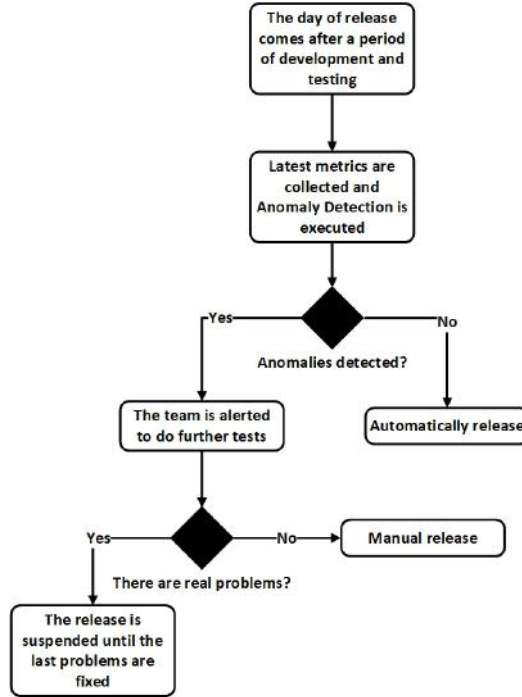 The day of release
comes after a period
of development and
testing
Latest metrics are
collected and
Anomaly Detection is
executed
Yes
No
Anomalies detected?
The team is alerted
to do further tests
Automatically release
Yes
No
Manual release
There are real problems?
The release is
suspended until the
last problems are
fixed